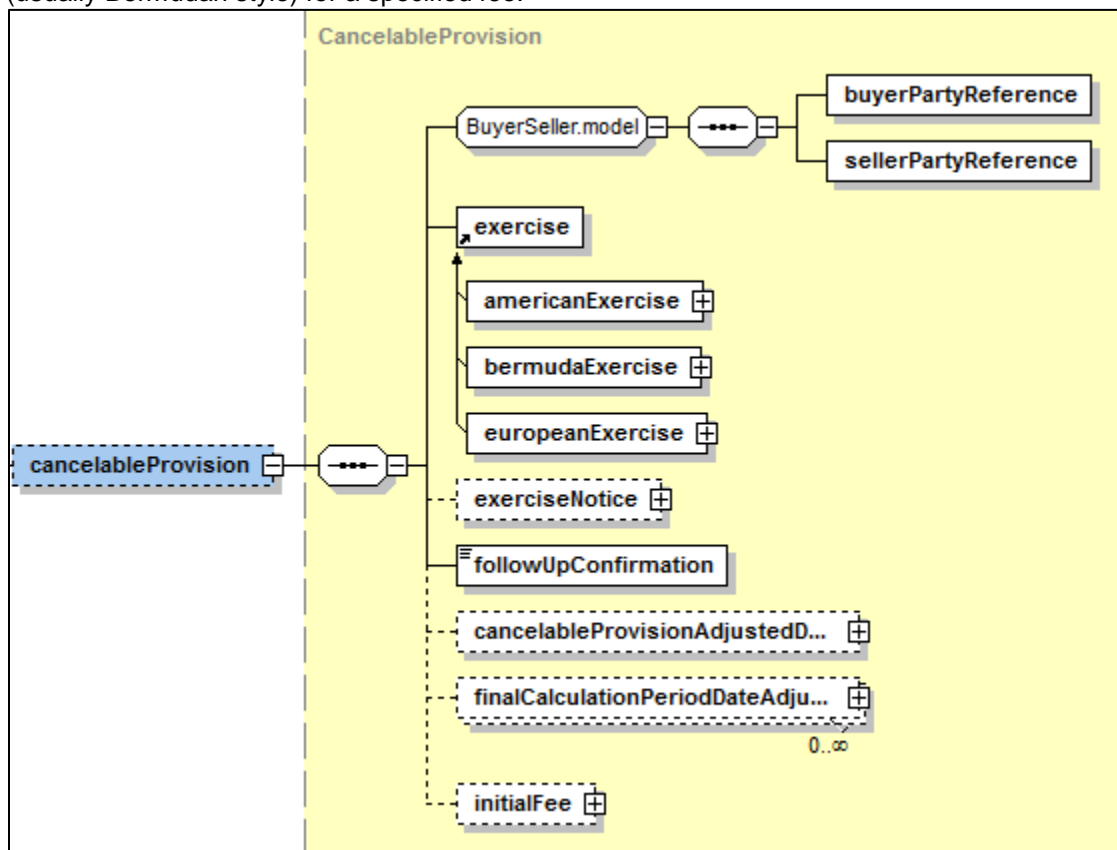 (usually Bermudan style) for a specified fee.
CancelableProvision
buyerPartyReference
BuyerSeller.model
sellerPartyReference
exercise
americanExercise
bermudaExercise
europeanExercise
cancelableProvision
exerciseNotice
followUpConfirmation
cancelableProvisionAdjustedD...
finalCalculationPeriodDateAdju...
0..∞
initialFee